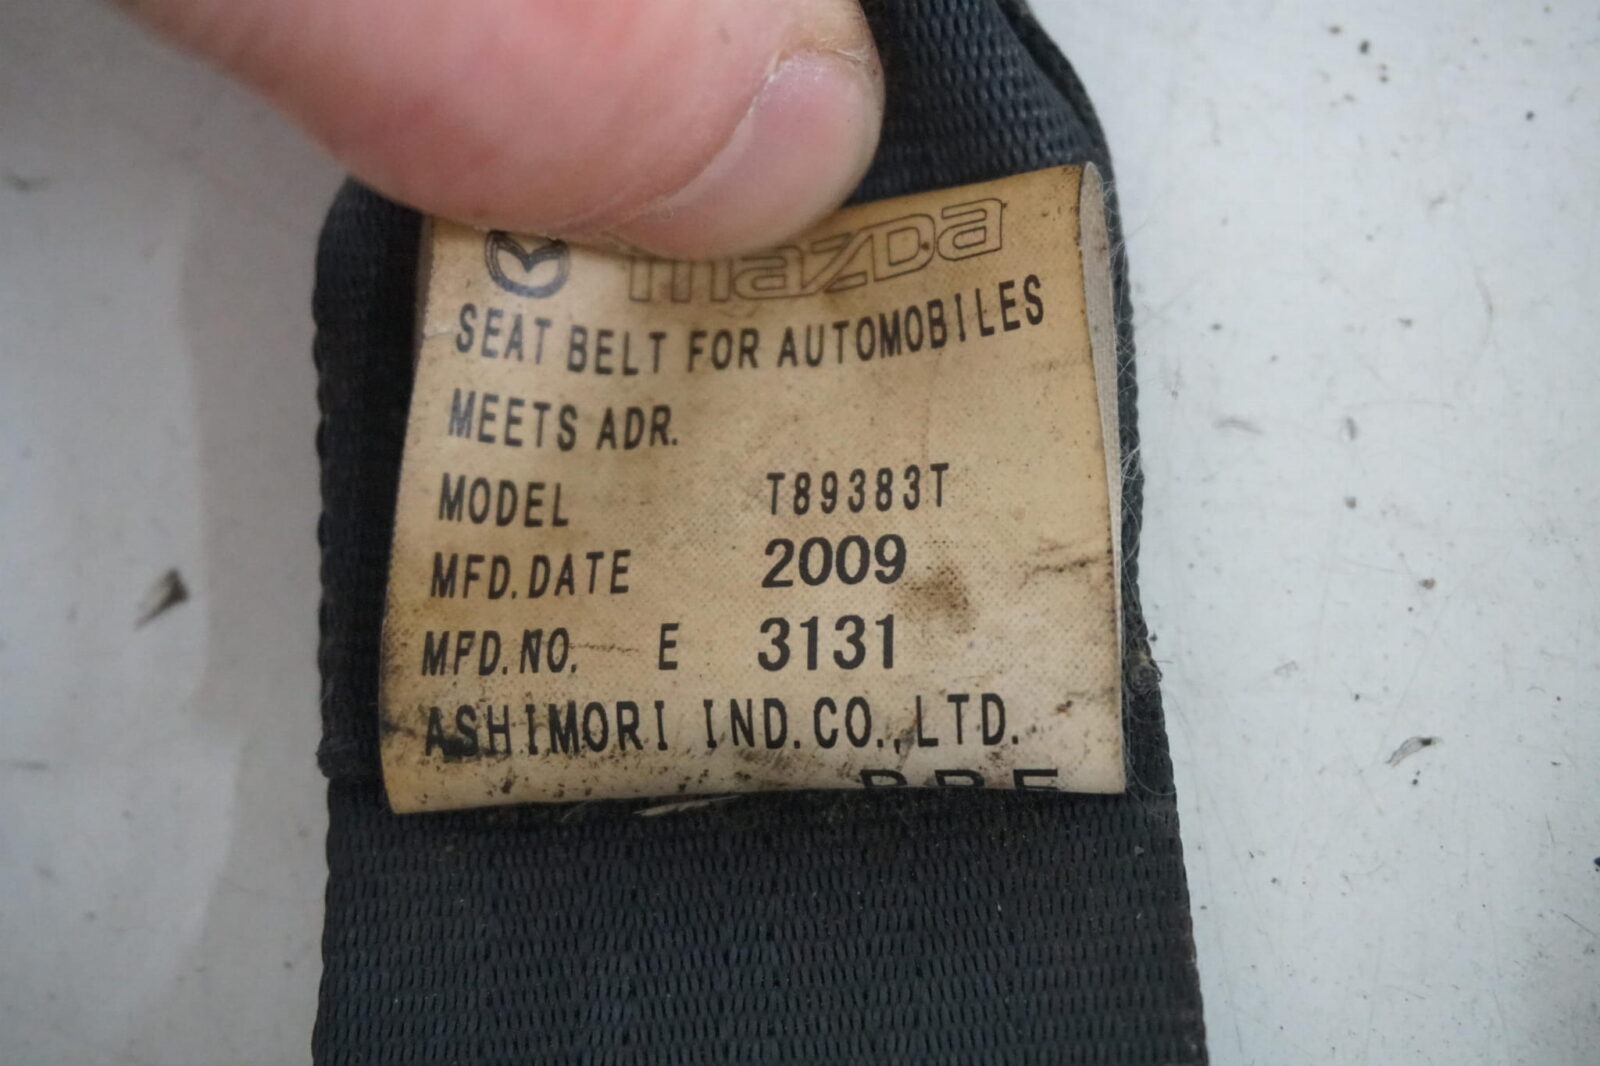 mazda
SEAT BELT FOR AUTOMOBILES
MEETS ADR.
MODEL T89383T
MFD.DATE 2009
MFD.NO. E 3131
ASHIMORI IND.CO.,LTD.